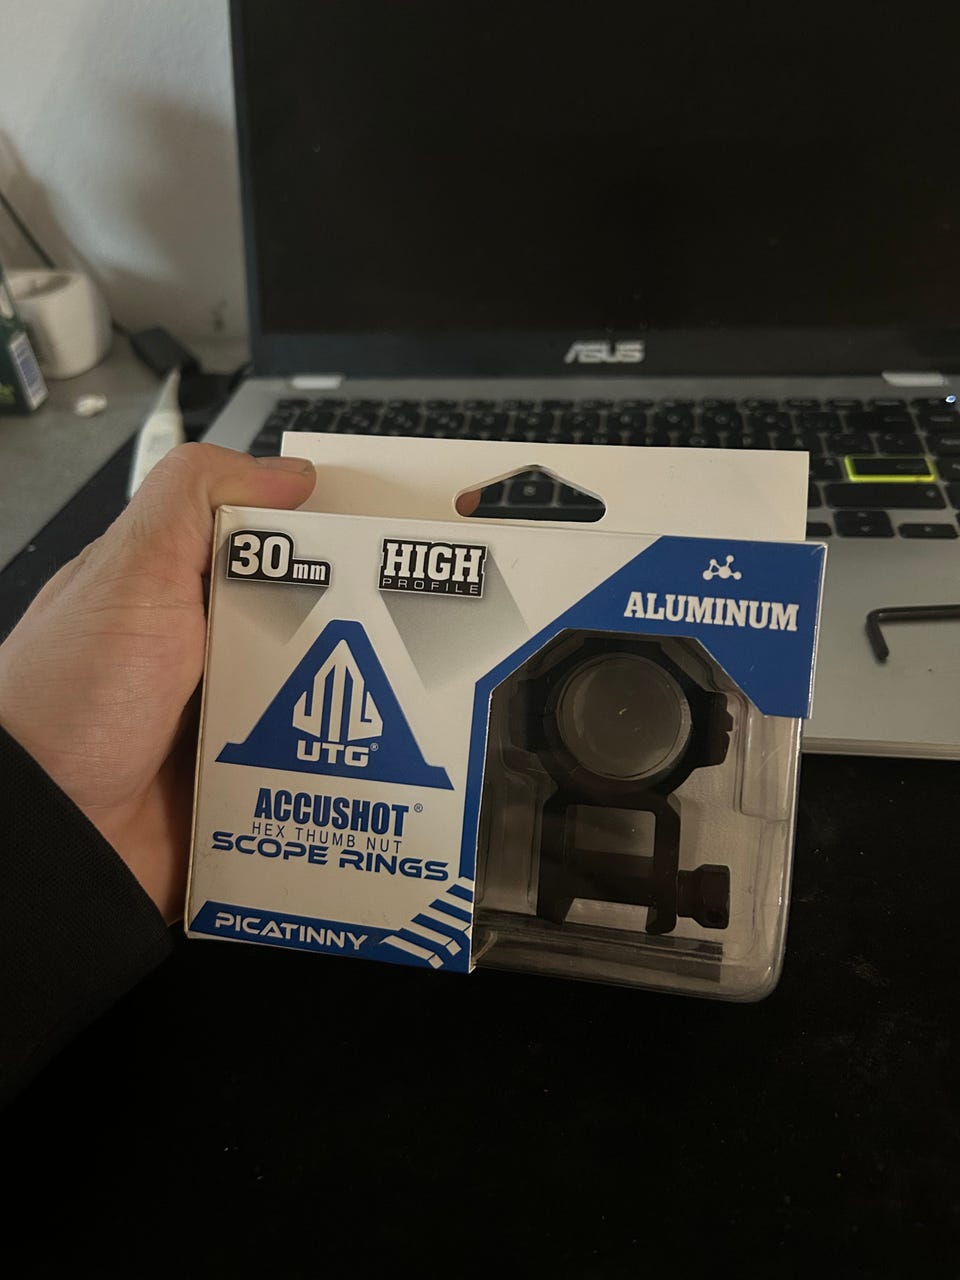 ASUS
30mm
HIGH
PROFILE
ALUMINUM
UTG®
ACCUSHOT®
HEX THUMB NUT
SCOPE RINGS
PICATINNY